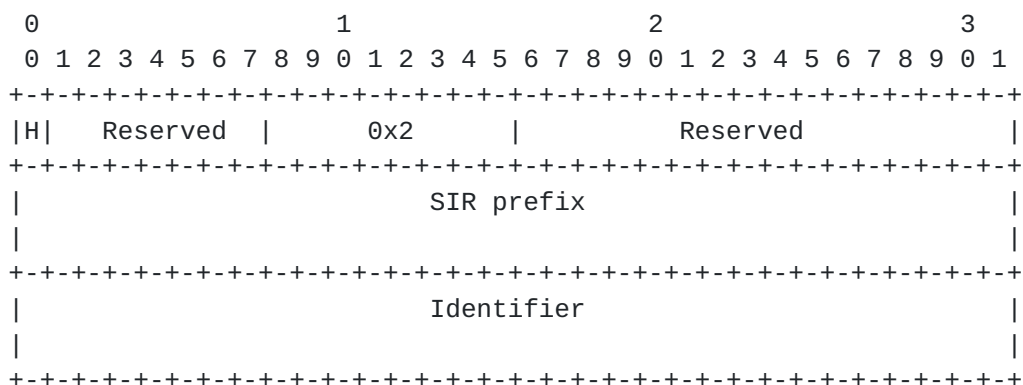 0                   1                   2                   3
 0 1 2 3 4 5 6 7 8 9 0 1 2 3 4 5 6 7 8 9 0 1 2 3 4 5 6 7 8 9 0 1
+-+-+-+-+-+-+-+-+-+-+-+-+-+-+-+-+-+-+-+-+-+-+-+-+-+-+-+-+-+-+-+-+
|H|   Reserved  |      0x2      |          Reserved             |
+-+-+-+-+-+-+-+-+-+-+-+-+-+-+-+-+-+-+-+-+-+-+-+-+-+-+-+-+-+-+-+-+
|                          SIR prefix                           |
|                                                               |
+-+-+-+-+-+-+-+-+-+-+-+-+-+-+-+-+-+-+-+-+-+-+-+-+-+-+-+-+-+-+-+-+
|                          Identifier                           |
|                                                               |
+-+-+-+-+-+-+-+-+-+-+-+-+-+-+-+-+-+-+-+-+-+-+-+-+-+-+-+-+-+-+-+-+